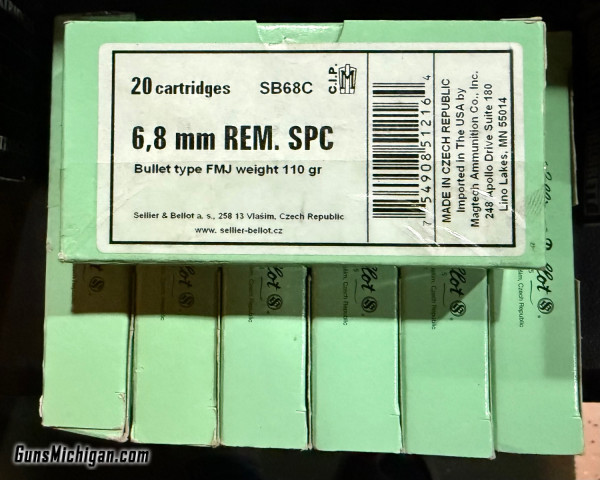 20 cartridges SB68C C.I.P.
6,8 mm REM. SPC
Bullet type FMJ weight 110 gr
Sellier & Bellot a. s., 258 13 Vlašim, Czech Republic
www. sellier-bellot.cz
7 54908 51216 4
MADE IN CZECH REPUBLIC
Imported In The USA by
Magtech Ammunition Co., Inc.
248 Apollo Drive Suite 180
Lino Lakes, MN 55014
GunsMichigan.com